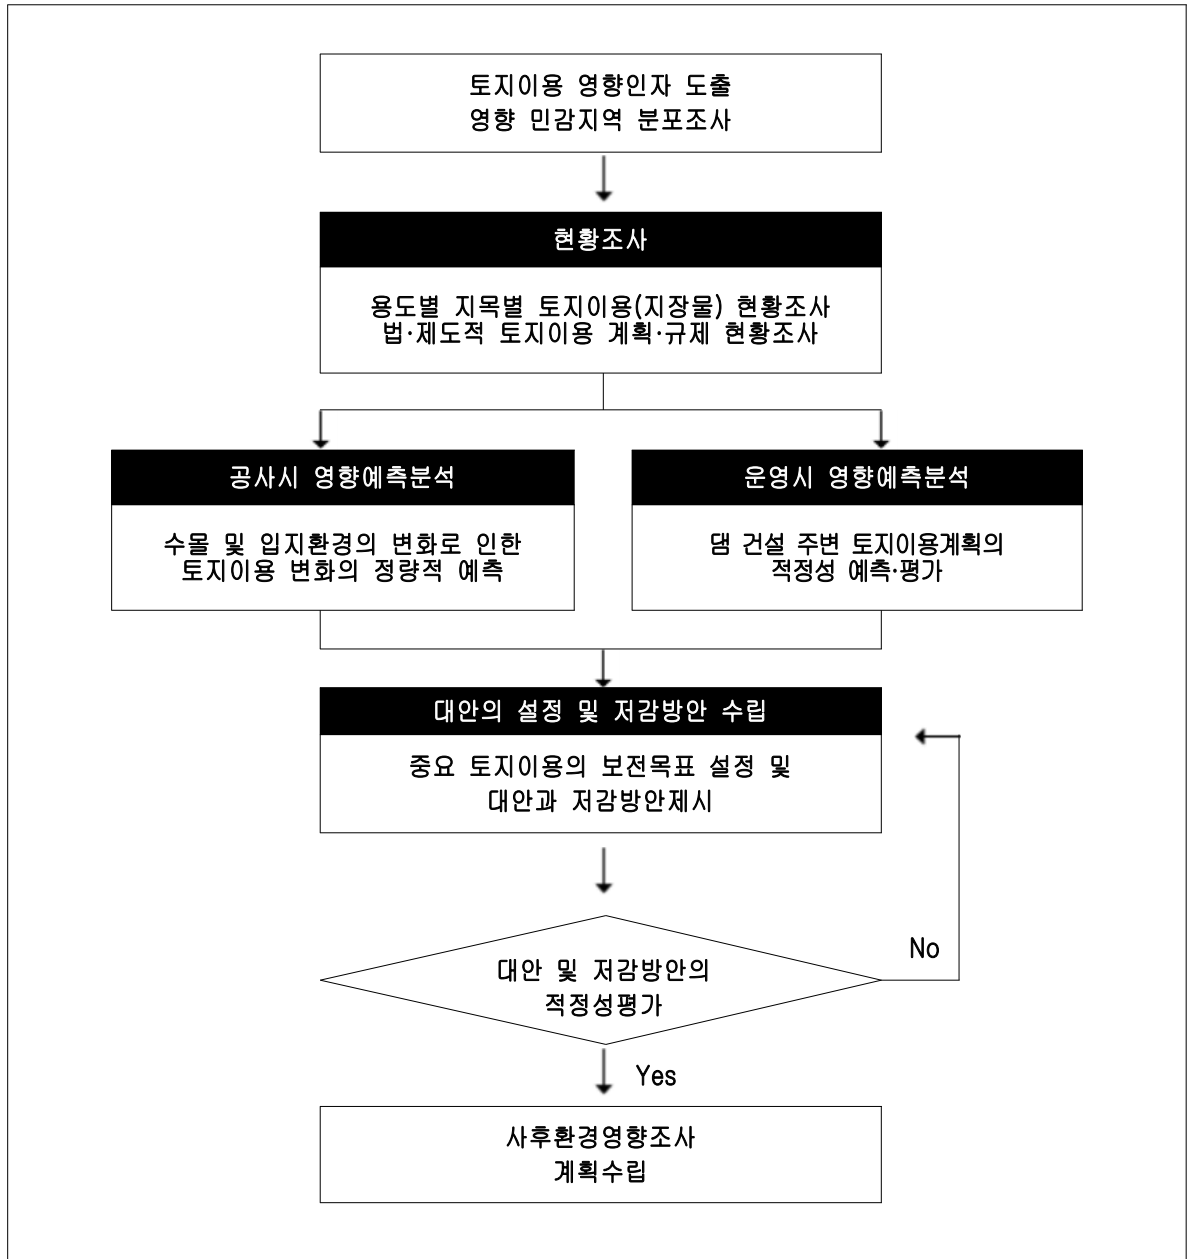 토지이용 영향인자 도출
영향 민감지역 분포조사
현황조사
용도별 지목별 토지이용(지장물) 현황조사
법·제도적 토지이용 계획·규제 현황조사
공사시 영향예측분석
수몰 및 입지환경의 변화로 인한
토지이용 변화의 정량적 예측
운영시 영향예측분석
댐 건설 주변 토지이용계획의
적정성 예측·평가
대안의 설정 및 저감방안 수립
중요 토지이용의 보전목표 설정 및
대안과 저감방안제시
대안 및 저감방안의
적정성평가
No
Yes
사후환경영향조사
계획수립